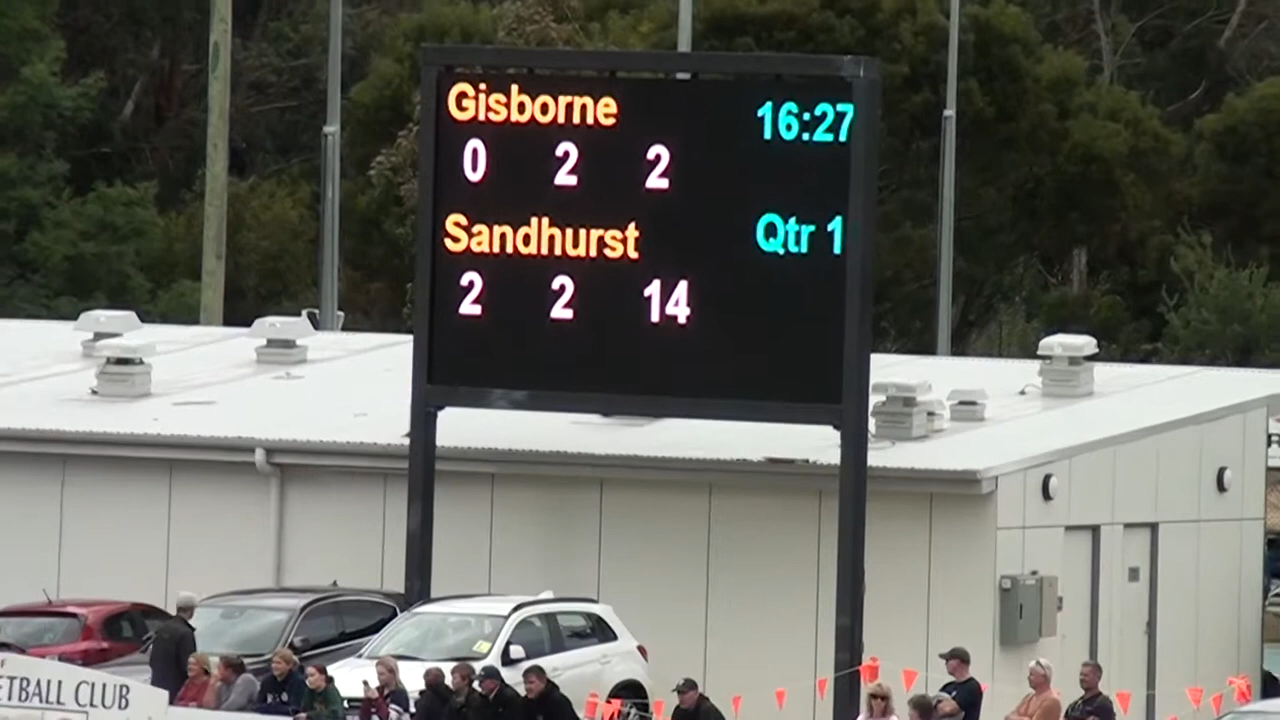 Gisborne 16:27
0 2 2
Sandhurst Qtr 1
2 2 14
ETBALL CLUB